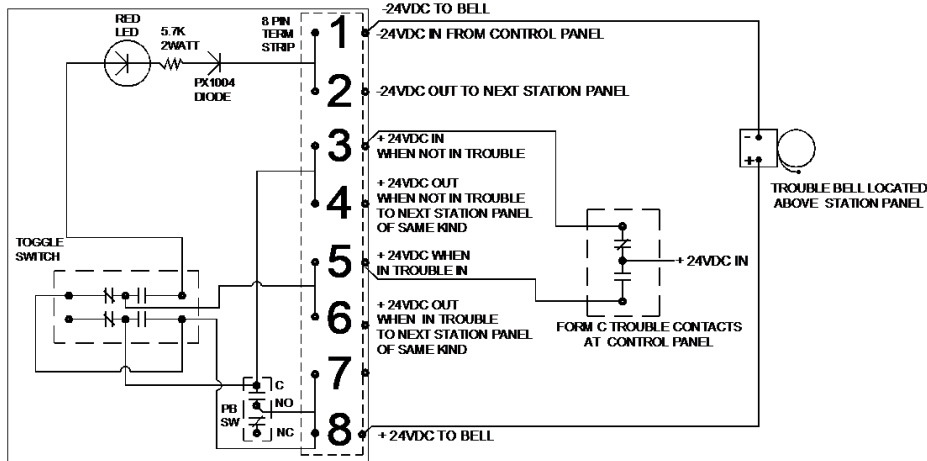 -24VDC TO BELL
RED
LED
5.7K
2WATT
8 PIN
TERM
STRIP
1
-24VDC IN FROM CONTROL PANEL
PX1004
DIODE
2
-24VDC OUT TO NEXT STATION PANEL
3
+ 24VDC IN
WHEN NOT IN TROUBLE
-
+
TROUBLE BELL LOCATED
ABOVE STATION PANEL
4
+ 24VDC OUT
WHEN NOT IN TROUBLE
TO NEXT STATION PANEL
OF SAME KIND
TOGGLE
SWITCH
5
+ 24VDC WHEN
IN TROUBLE IN
+ 24VDC IN
6
+ 24VDC OUT
WHEN IN TROUBLE
TO NEXT STATION PANEL
OF SAME KIND
FORM C TROUBLE CONTACTS
AT CONTROL PANEL
7
C
PB
SW
NO
NC
8
+ 24VDC TO BELL